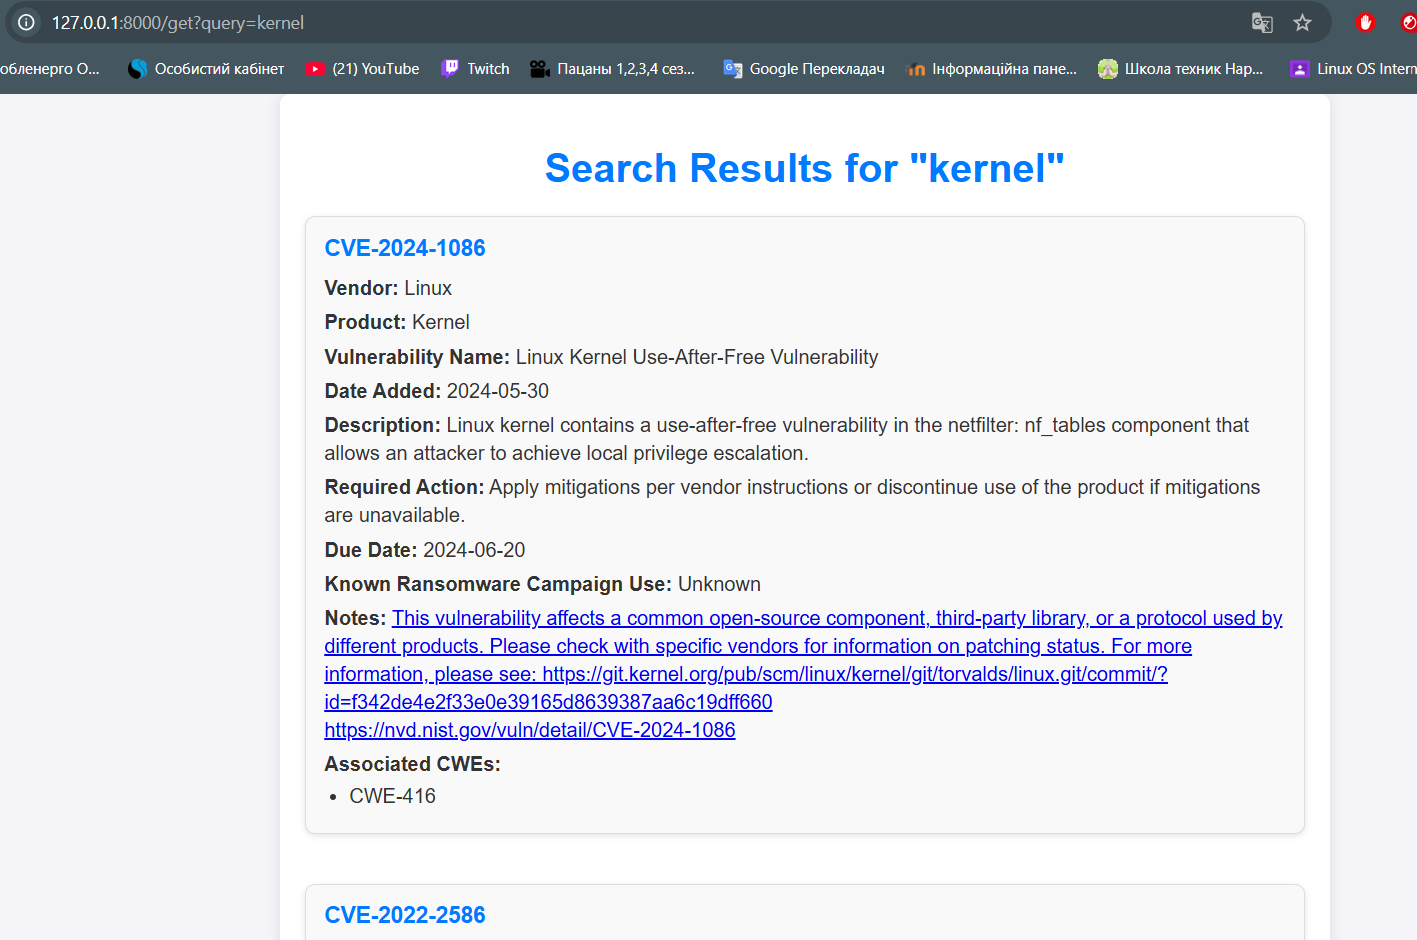 127.0.0.1:8000/get?query=kernel
обленерго О...
Особистий кабінет
(21) YouTube
Twitch
Пацаны 1,2,3,4 сез...
Google Перекладач
Інформаційна пане...
Школа техник Нар...
Linux OS Intern
Search Results for "kernel"
CVE-2024-1086
Vendor: Linux
Product: Kernel
Vulnerability Name: Linux Kernel Use-After-Free Vulnerability
Date Added: 2024-05-30
Description: Linux kernel contains a use-after-free vulnerability in the netfilter: nf_tables component that
allows an attacker to achieve local privilege escalation.
Required Action: Apply mitigations per vendor instructions or discontinue use of the product if mitigations
are unavailable.
Due Date: 2024-06-20
Known Ransomware Campaign Use: Unknown
Notes: This vulnerability affects a common open-source component, third-party library, or a protocol used by
different products. Please check with specific vendors for information on patching status. For more
information, please see: https://git.kernel.org/pub/scm/linux/kernel/git/torvalds/linux.git/commit/?
id=f342de4e2f33e0e39165d8639387aa6c19dff660
https://nvd.nist.gov/vuln/detail/CVE-2024-1086
Associated CWEs:
• CWE-416
CVE-2022-2586